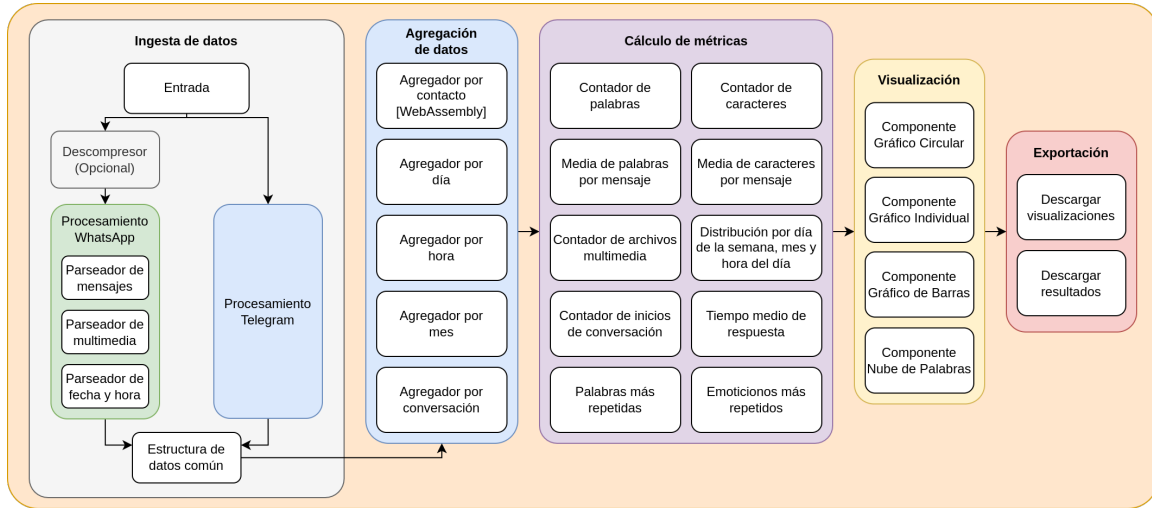 Ingesta de datos
Entrada
Descompresor
(Opcional)
Procesamiento
WhatsApp
Parseador de
mensajes
Parseador de
multimedia
Parseador de
fecha y hora
Procesamiento
Telegram
Estructura de
datos común
Agregación
de datos
Agregador por
contacto
[WebAssembly]
Agregador por
día
Agregador por
hora
Agregador por
mes
Agregador por
conversación
Cálculo de métricas
Contador de
palabras
Contador de
caracteres
Media de palabras
por mensaje
Media de caracteres
por mensaje
Contador de archivos
multimedia
Distribución por día
de la semana, mes y
hora del día
Contador de inicios
de conversación
Tiempo medio de
respuesta
Palabras más
repetidas
Emoticionos más
repetidos
Visualización
Componente
Gráfico Circular
Componente
Gráfico Individual
Componente
Gráfico de Barras
Componente
Nube de Palabras
Exportación
Descargar
visualizaciones
Descargar
resultados